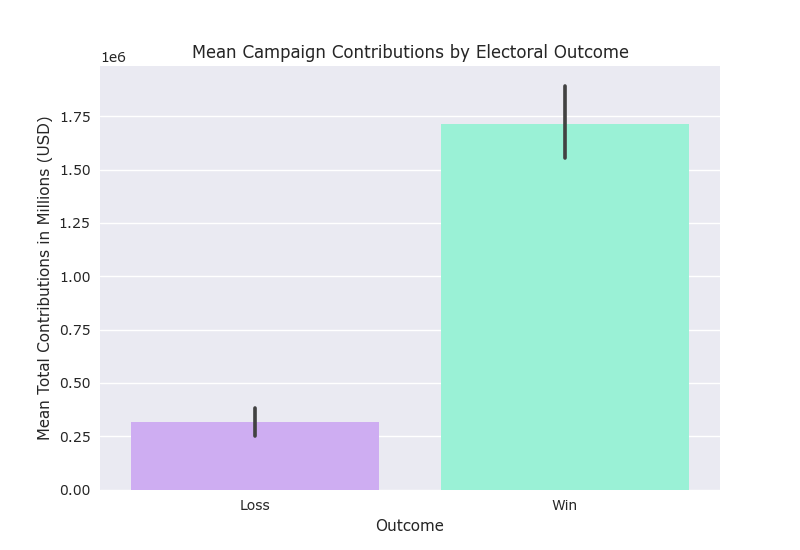 Mean Campaign Contributions by Electoral Outcome
1e6
Mean Total Contributions in Millions (USD)
1.75
1.50
1.25
1.00
0.75
0.50
0.25
0.00
Loss
Win
Outcome